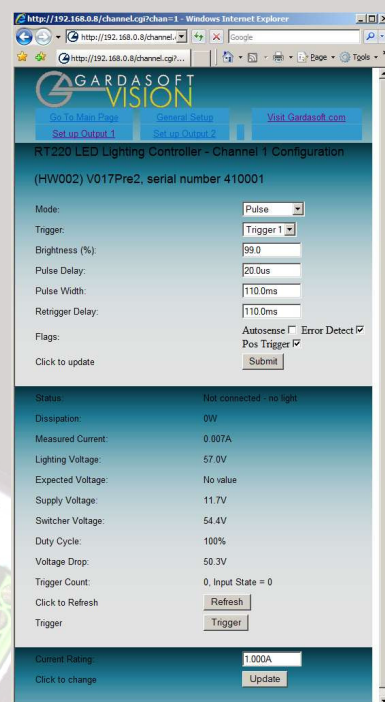 http://192.168.0.8/channel.cgi?chan=1 - Windows Internet Explorer
http://192.168.0.8/channel. Google
http://192.168.0.8/channel.cgi?... Page Tools
GARDASOFT
VISION
Go To Main Page General Setup Visit Gardasoft.com
Set up Output 1 Set up Output 2
RT220 LED Lighting Controller - Channel 1 Configuration
(HW002) V017Pre2, serial number 410001
Mode: Pulse
Trigger: Trigger 1
Brightness (%): 99.0
Pulse Delay: 20.0us
Pulse Width: 110.0ms
Retrigger Delay: 110.0ms
Flags: Autosense Error Detect
Pos Trigger
Click to update Submit
Status: Not connected - no light
Dissipation: 0W
Measured Current: 0.007A
Lighting Voltage: 57.0V
Expected Voltage: No value
Supply Voltage: 11.7V
Switcher Voltage: 54.4V
Duty Cycle: 100%
Voltage Drop: 50.3V
Trigger Count: 0, Input State = 0
Click to Refresh Refresh
Trigger Trigger
Current Rating: 1.000A
Click to change Update